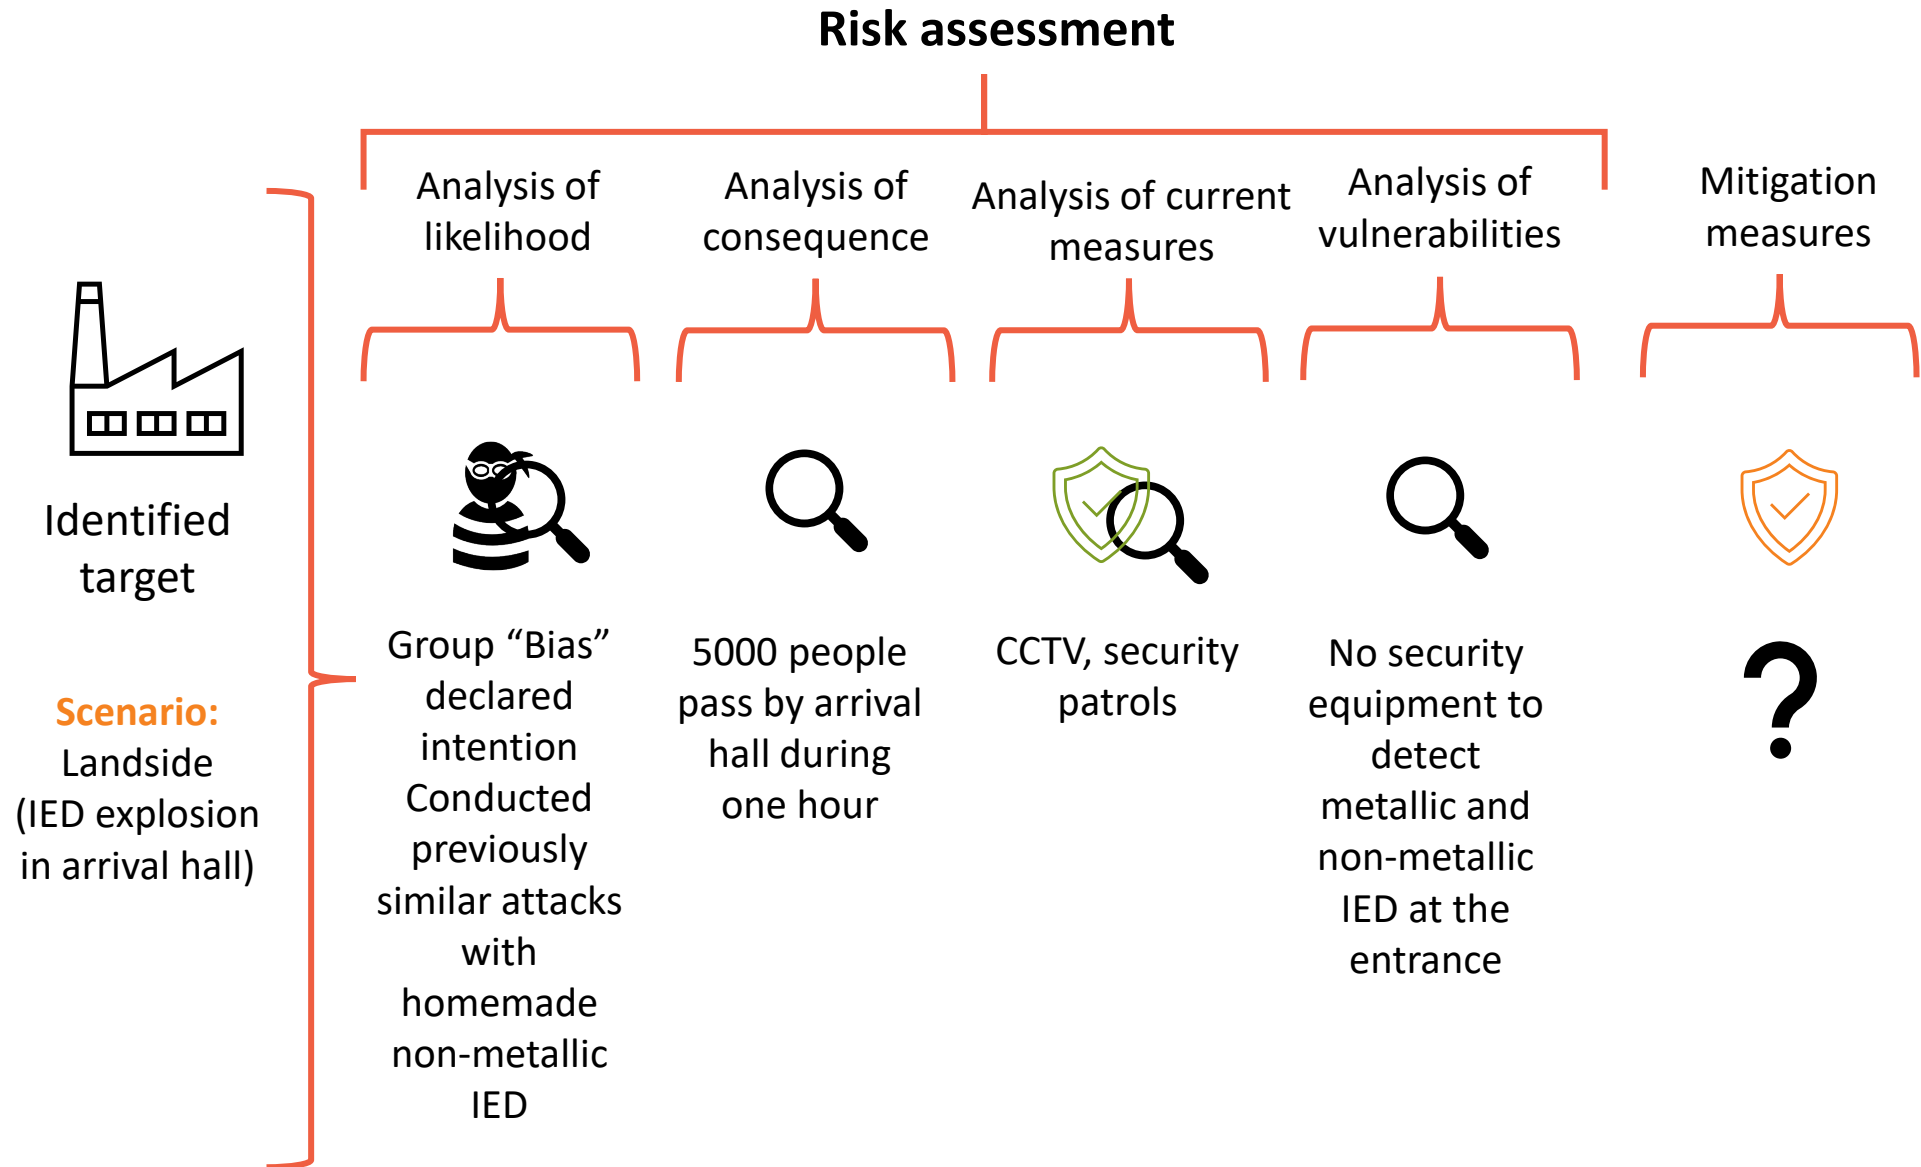 Risk assessment
Identified
target
Scenario:
Landside
(IED explosion
in arrival hall)
Analysis of
likelihood
Group “Bias”
declared
intention
Conducted
previously
similar attacks
with
homemade
non-metallic
IED
Analysis of
consequence
5000 people
pass by arrival
hall during
one hour
Analysis of current
measures
CCTV, security
patrols
Analysis of
vulnerabilities
No security
equipment to
detect
metallic and
non-metallic
IED at the
entrance
Mitigation
measures
?